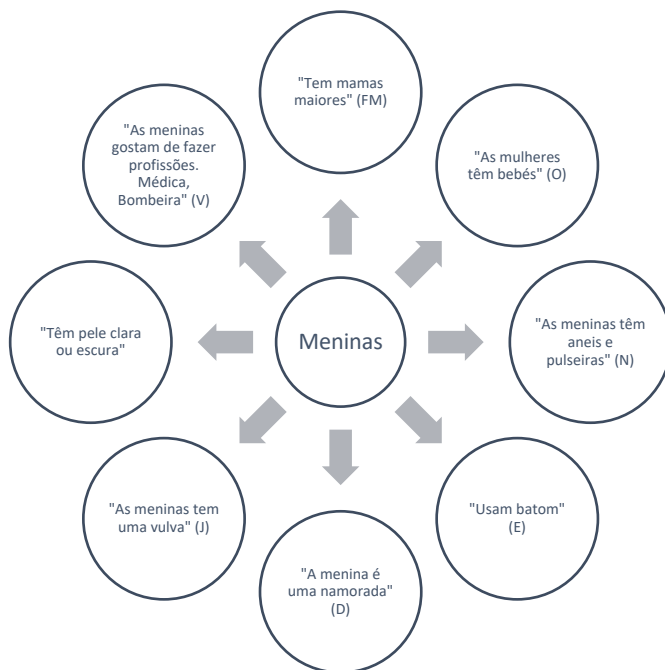 "Tem mamas
maiores" (FM)
"As mulheres
têm bebés" (O)
"As meninas têm
aneis e
pulseiras" (N)
"Usam batom"
(E)
"A menina é
uma namorada"
(D)
"As meninas tem
uma vulva" (J)
"Têm pele clara
ou escura"
"As meninas
gostam de fazer
profissões.
Médica,
Bombeira" (V)
Meninas